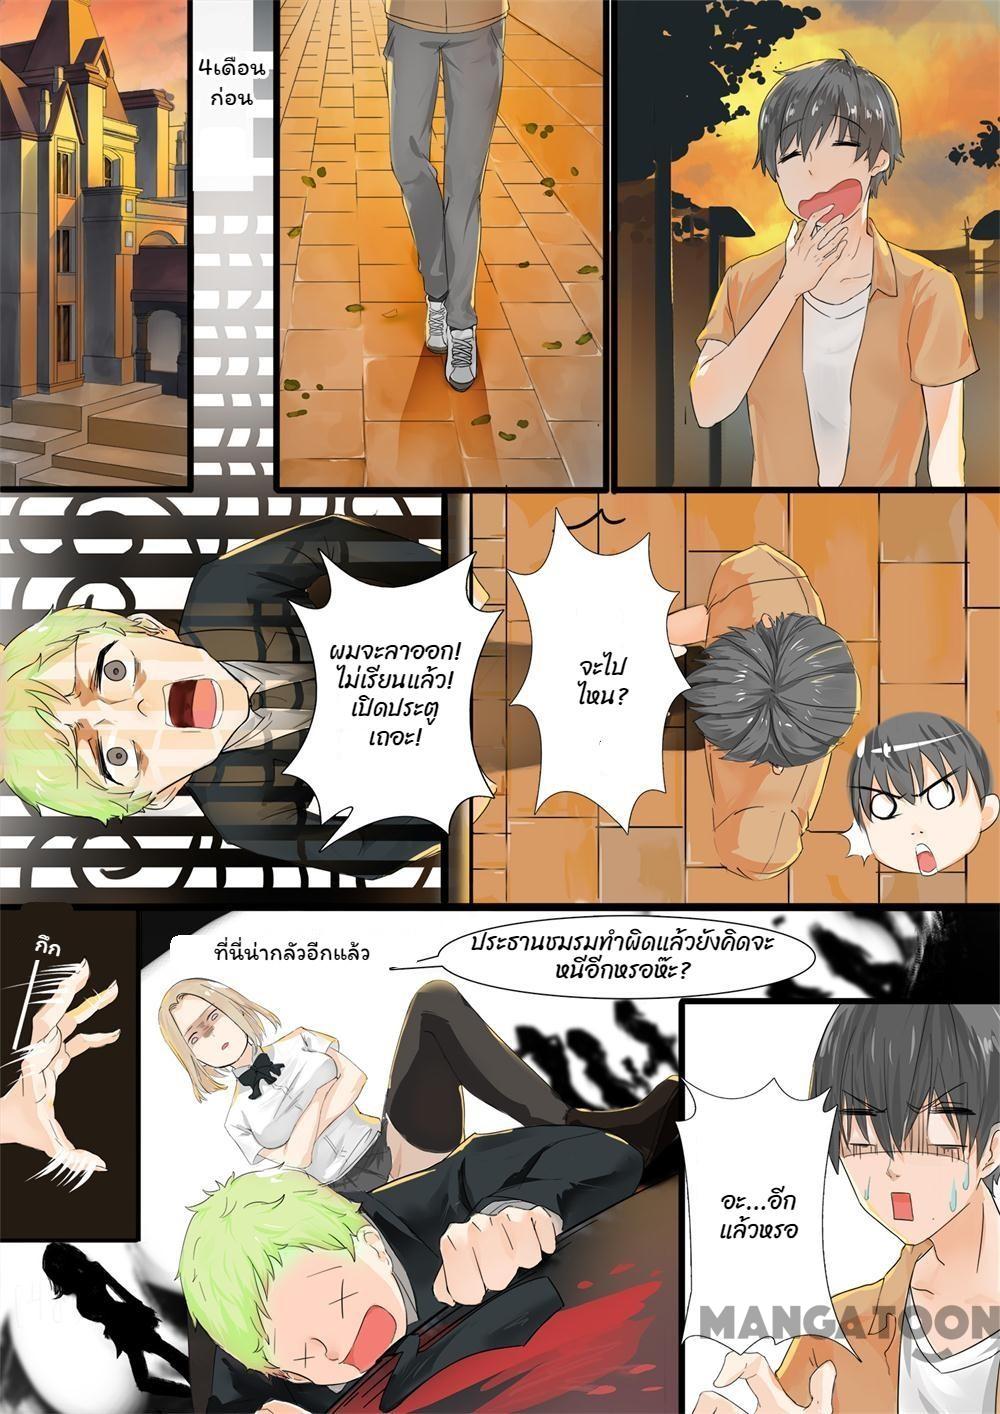 4เดือน
ก่อน
ผมจะลาออก!
ไม่เรียนแล้ว!
เปิดประตู
เถอะ!
จะไป
ไหน?
กึก
ที่นี่น่ากลัวอีกแล้ว
ประธานชมรมทำผิดแล้วยังคิดจะ
หนีอีกหรอห๊ะ?
อะ...อีก
แล้วหรอ
MANGATOON